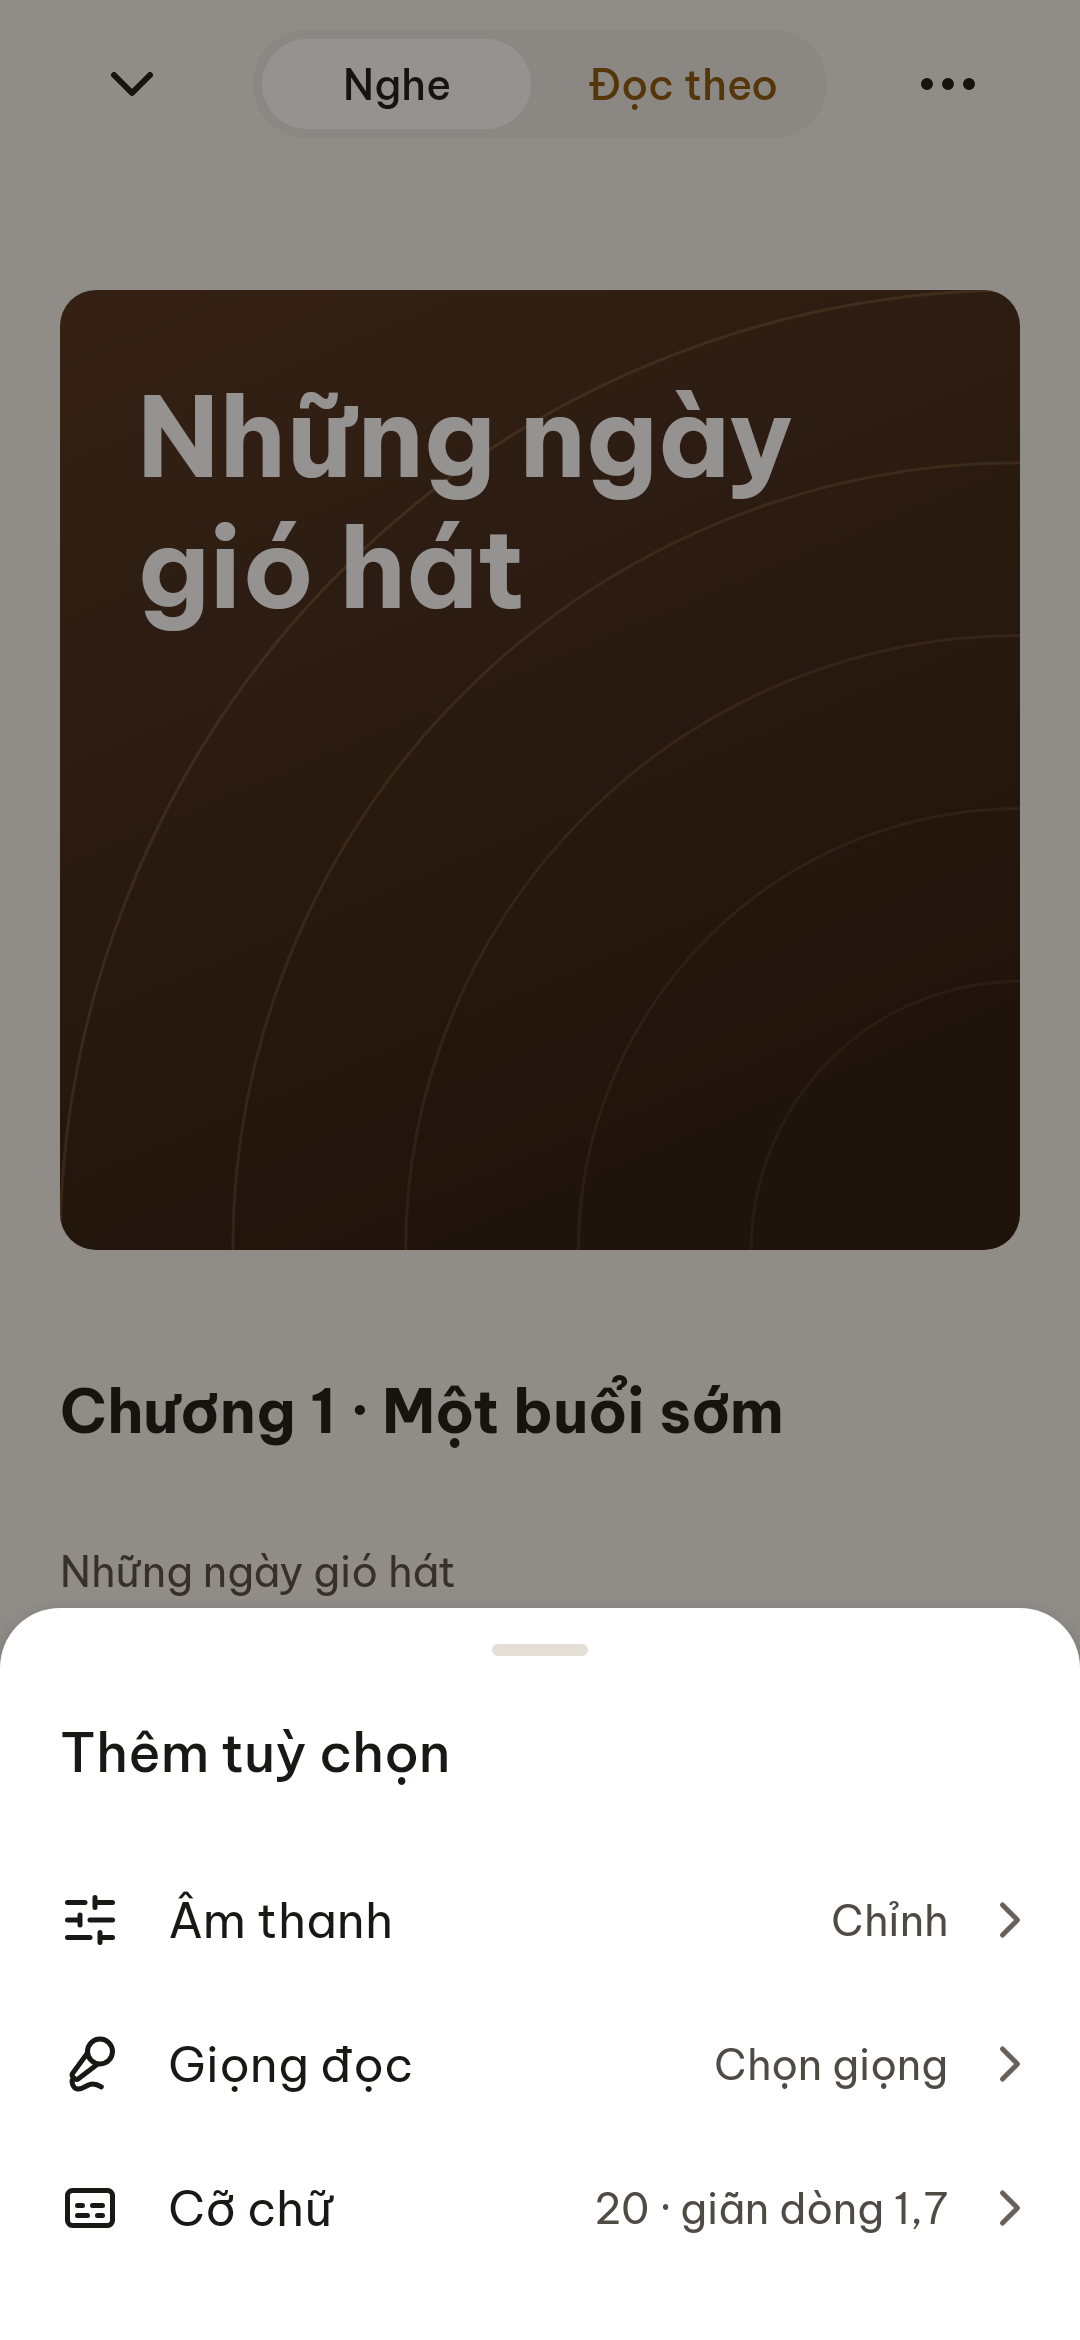 Nghe
Đọc theo
Những ngày
gió hát
Chương 1 · Một buổi sớm
Những ngày gió hát
Thêm tuỳ chọn
Âm thanh
Chỉnh
Giọng đọc
Chọn giọng
Cỡ chữ
20 · giãn dòng 1,7